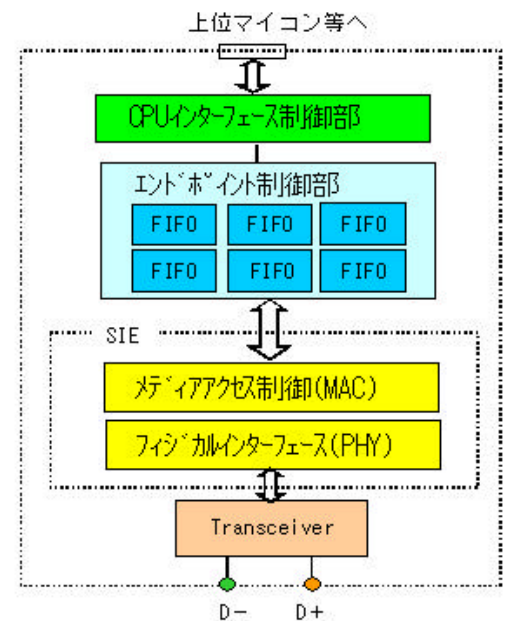 上位マイコン等へ
CPUインターフェース制御部
エンドポイント制御部
FIFO FIFO FIFO
FIFO FIFO FIFO
SIE
メディアアクセス制御(MAC)
フィジカルインターフェース(PHY)
Transceiver
D− D+